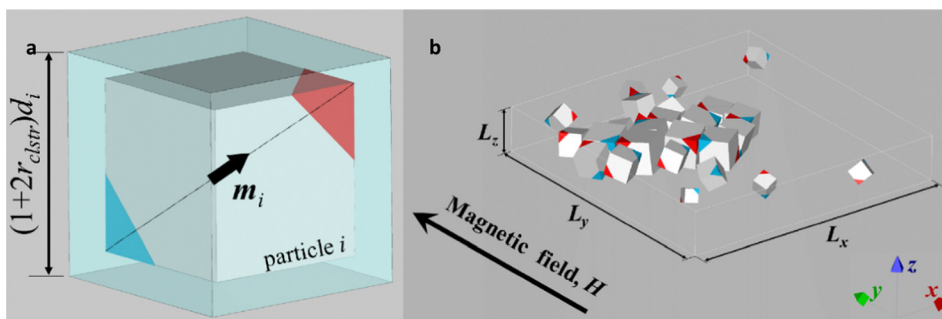 a
(1+2r_clstr)d_i
m_i
particle i
b
L_z
L_y
L_x
Magnetic field, H
z
y
x